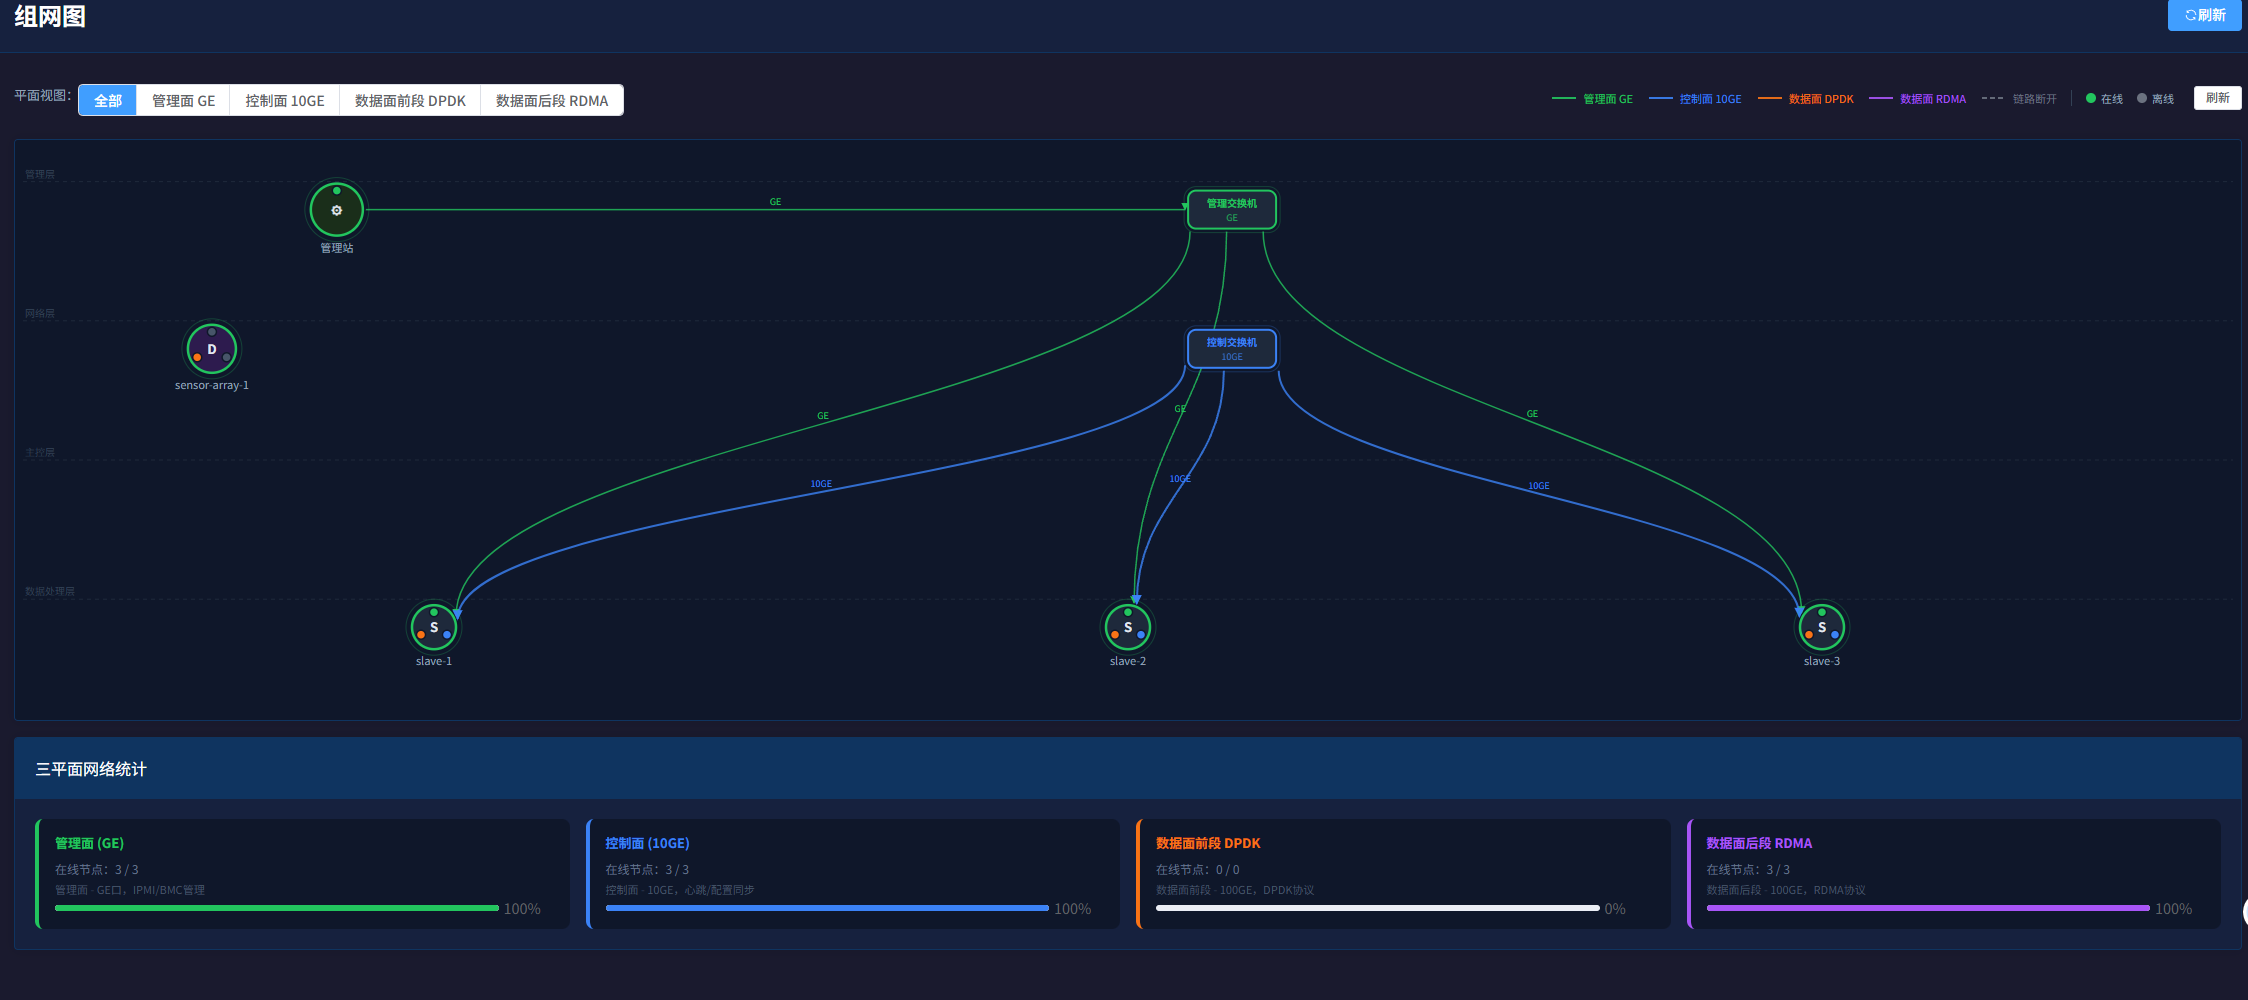 组网图
刷新
平面视图：
全部
管理面 GE
控制面 10GE
数据面前段 DPDK
数据面后段 RDMA
管理面 GE
控制面 10GE
数据面 DPDK
数据面 RDMA
链路断开
在线
离线
刷新
管理层
管理站
GE
管理交换机
GE
网络层
D
sensor-array-1
控制交换机
10GE
GE
GE
GE
主控层
10GE
10GE
10GE
数据处理层
S
slave-1
S
slave-2
S
slave-3
三平面网络统计
管理面 (GE)
在线节点：3 / 3
管理面 - GE口，IPMI/BMC管理
100%
控制面 (10GE)
在线节点：3 / 3
控制面 - 10GE，心跳/配置同步
100%
数据面前段 DPDK
在线节点：0 / 0
数据面前段 - 100GE，DPDK协议
0%
数据面后段 RDMA
在线节点：3 / 3
数据面后段 - 100GE，RDMA协议
100%